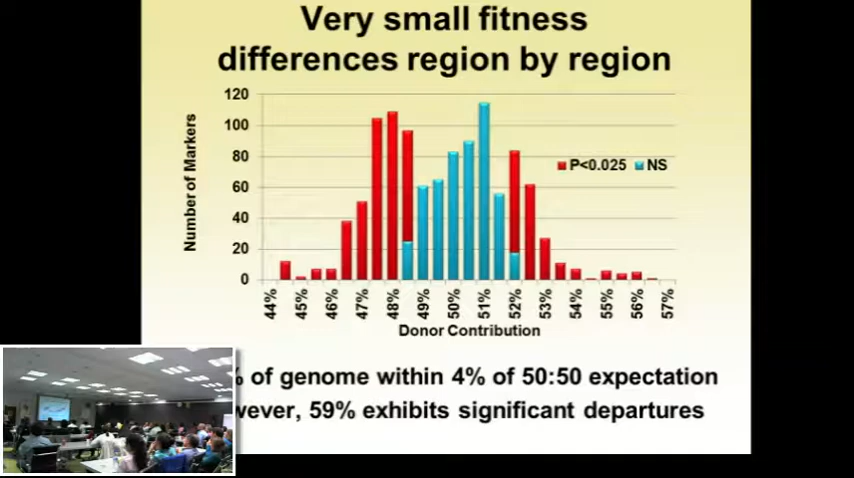 Very small fitness
differences region by region
120
100
80
60
40
20
0
Number of Markers
P<0.025 NS
44% 45% 46% 47% 48% 49% 50% 51% 52% 53% 54% 55% 56% 57%
Donor Contribution
% of genome within 4% of 50:50 expectation
wever, 59% exhibits significant departures